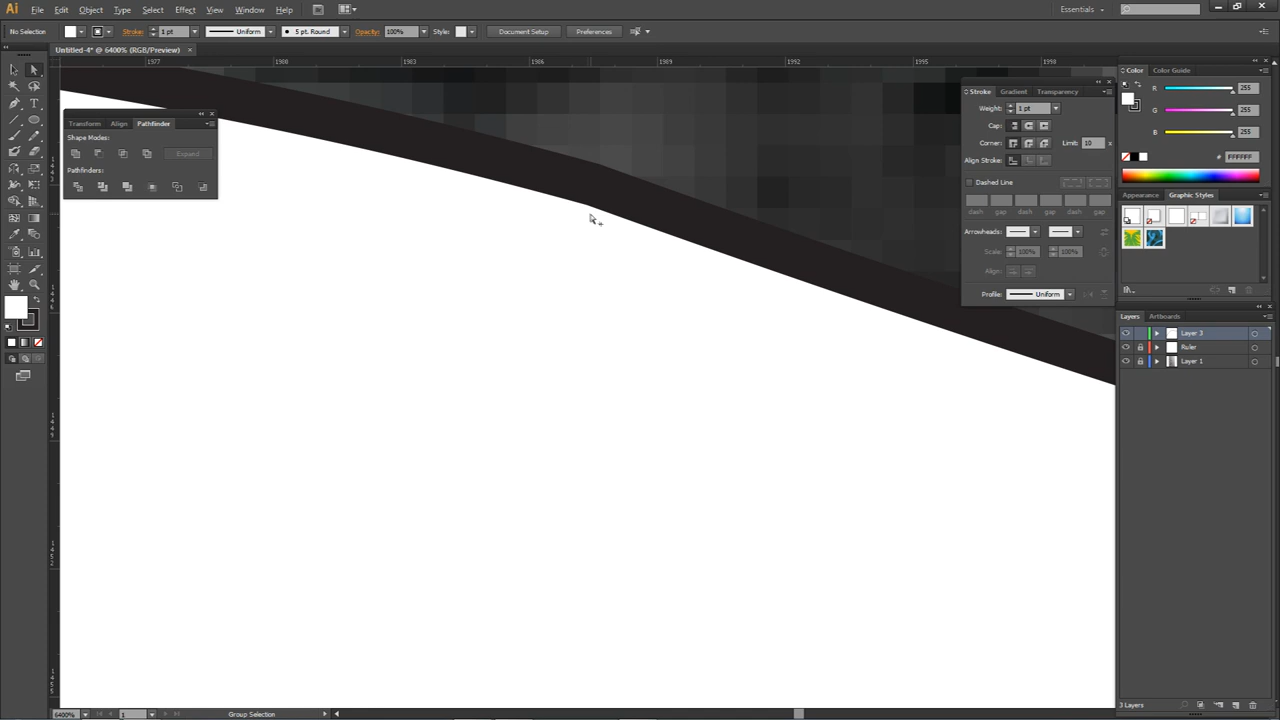 Ai File Edit Object Type Select Effect View Window Help Br Essentials
No Selection Stroke: 1 pt Uniform 5 pt. Round Opacity: 100% Style: Document Setup Preferences
Untitled-4* @ 6400% (RGB/Preview) ×
1977 1980 1983 1986 1989 1992 1995 1998
Transform Align Pathfinder
Shape Modes:
Expand
Pathfinders:
Stroke Gradient Transparency
Weight: 1 pt
Cap:
Corner: Limit: 10 x
Align Stroke:
Dashed Line
dash gap dash gap dash gap
Arrowheads:
Scale: 100% 100%
Align:
Profile: Uniform
Color Color Guide
R 255
G 255
B 255
# FFFFFF
Appearance Graphic Styles
Layers Artboards
Layer 3
Ruler
Layer 1
3 Layers
6400% 1 Group Selection